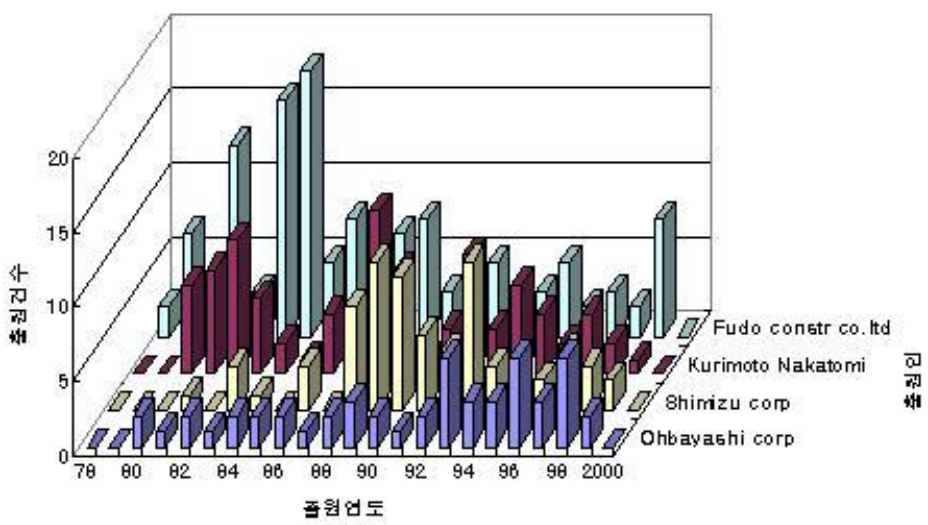 20
15
10
5
0
출원건수
78 80 82 84 86 88 90 92 94 96 98 2000
출원연도
Fudo constr co.ltd
Kurimoto Nakatomi
Shimizu corp
Ohbayashi corp
출원인